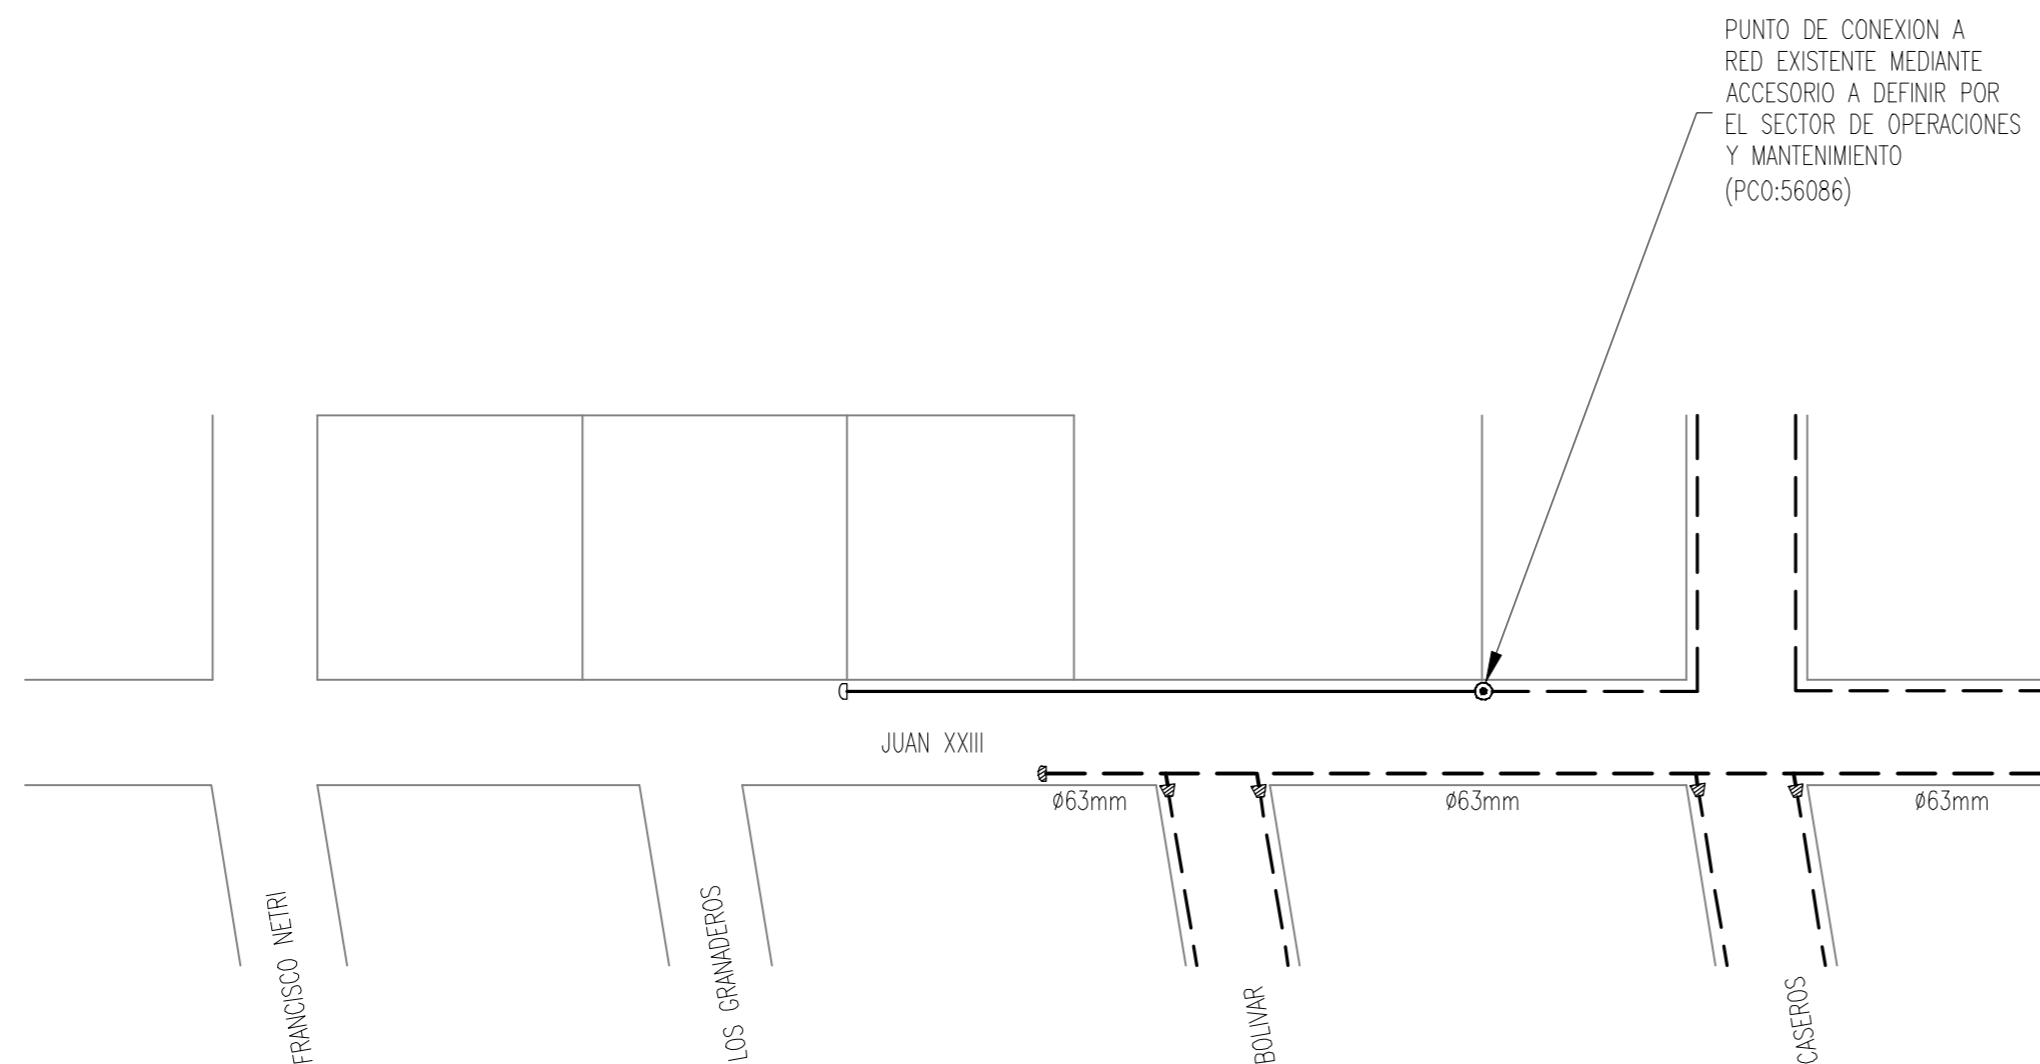 PUNTO DE CONEXION A
RED EXISTENTE MEDIANTE
ACCESORIO A DEFINIR POR
EL SECTOR DE OPERACIONES
Y MANTENIMIENTO
(PCO:56086)
JUAN XXIII
Ø63mm
Ø63mm
Ø63mm
FRANCISCO NETRI
LOS GRANADEROS
BOLIVAR
CASEROS